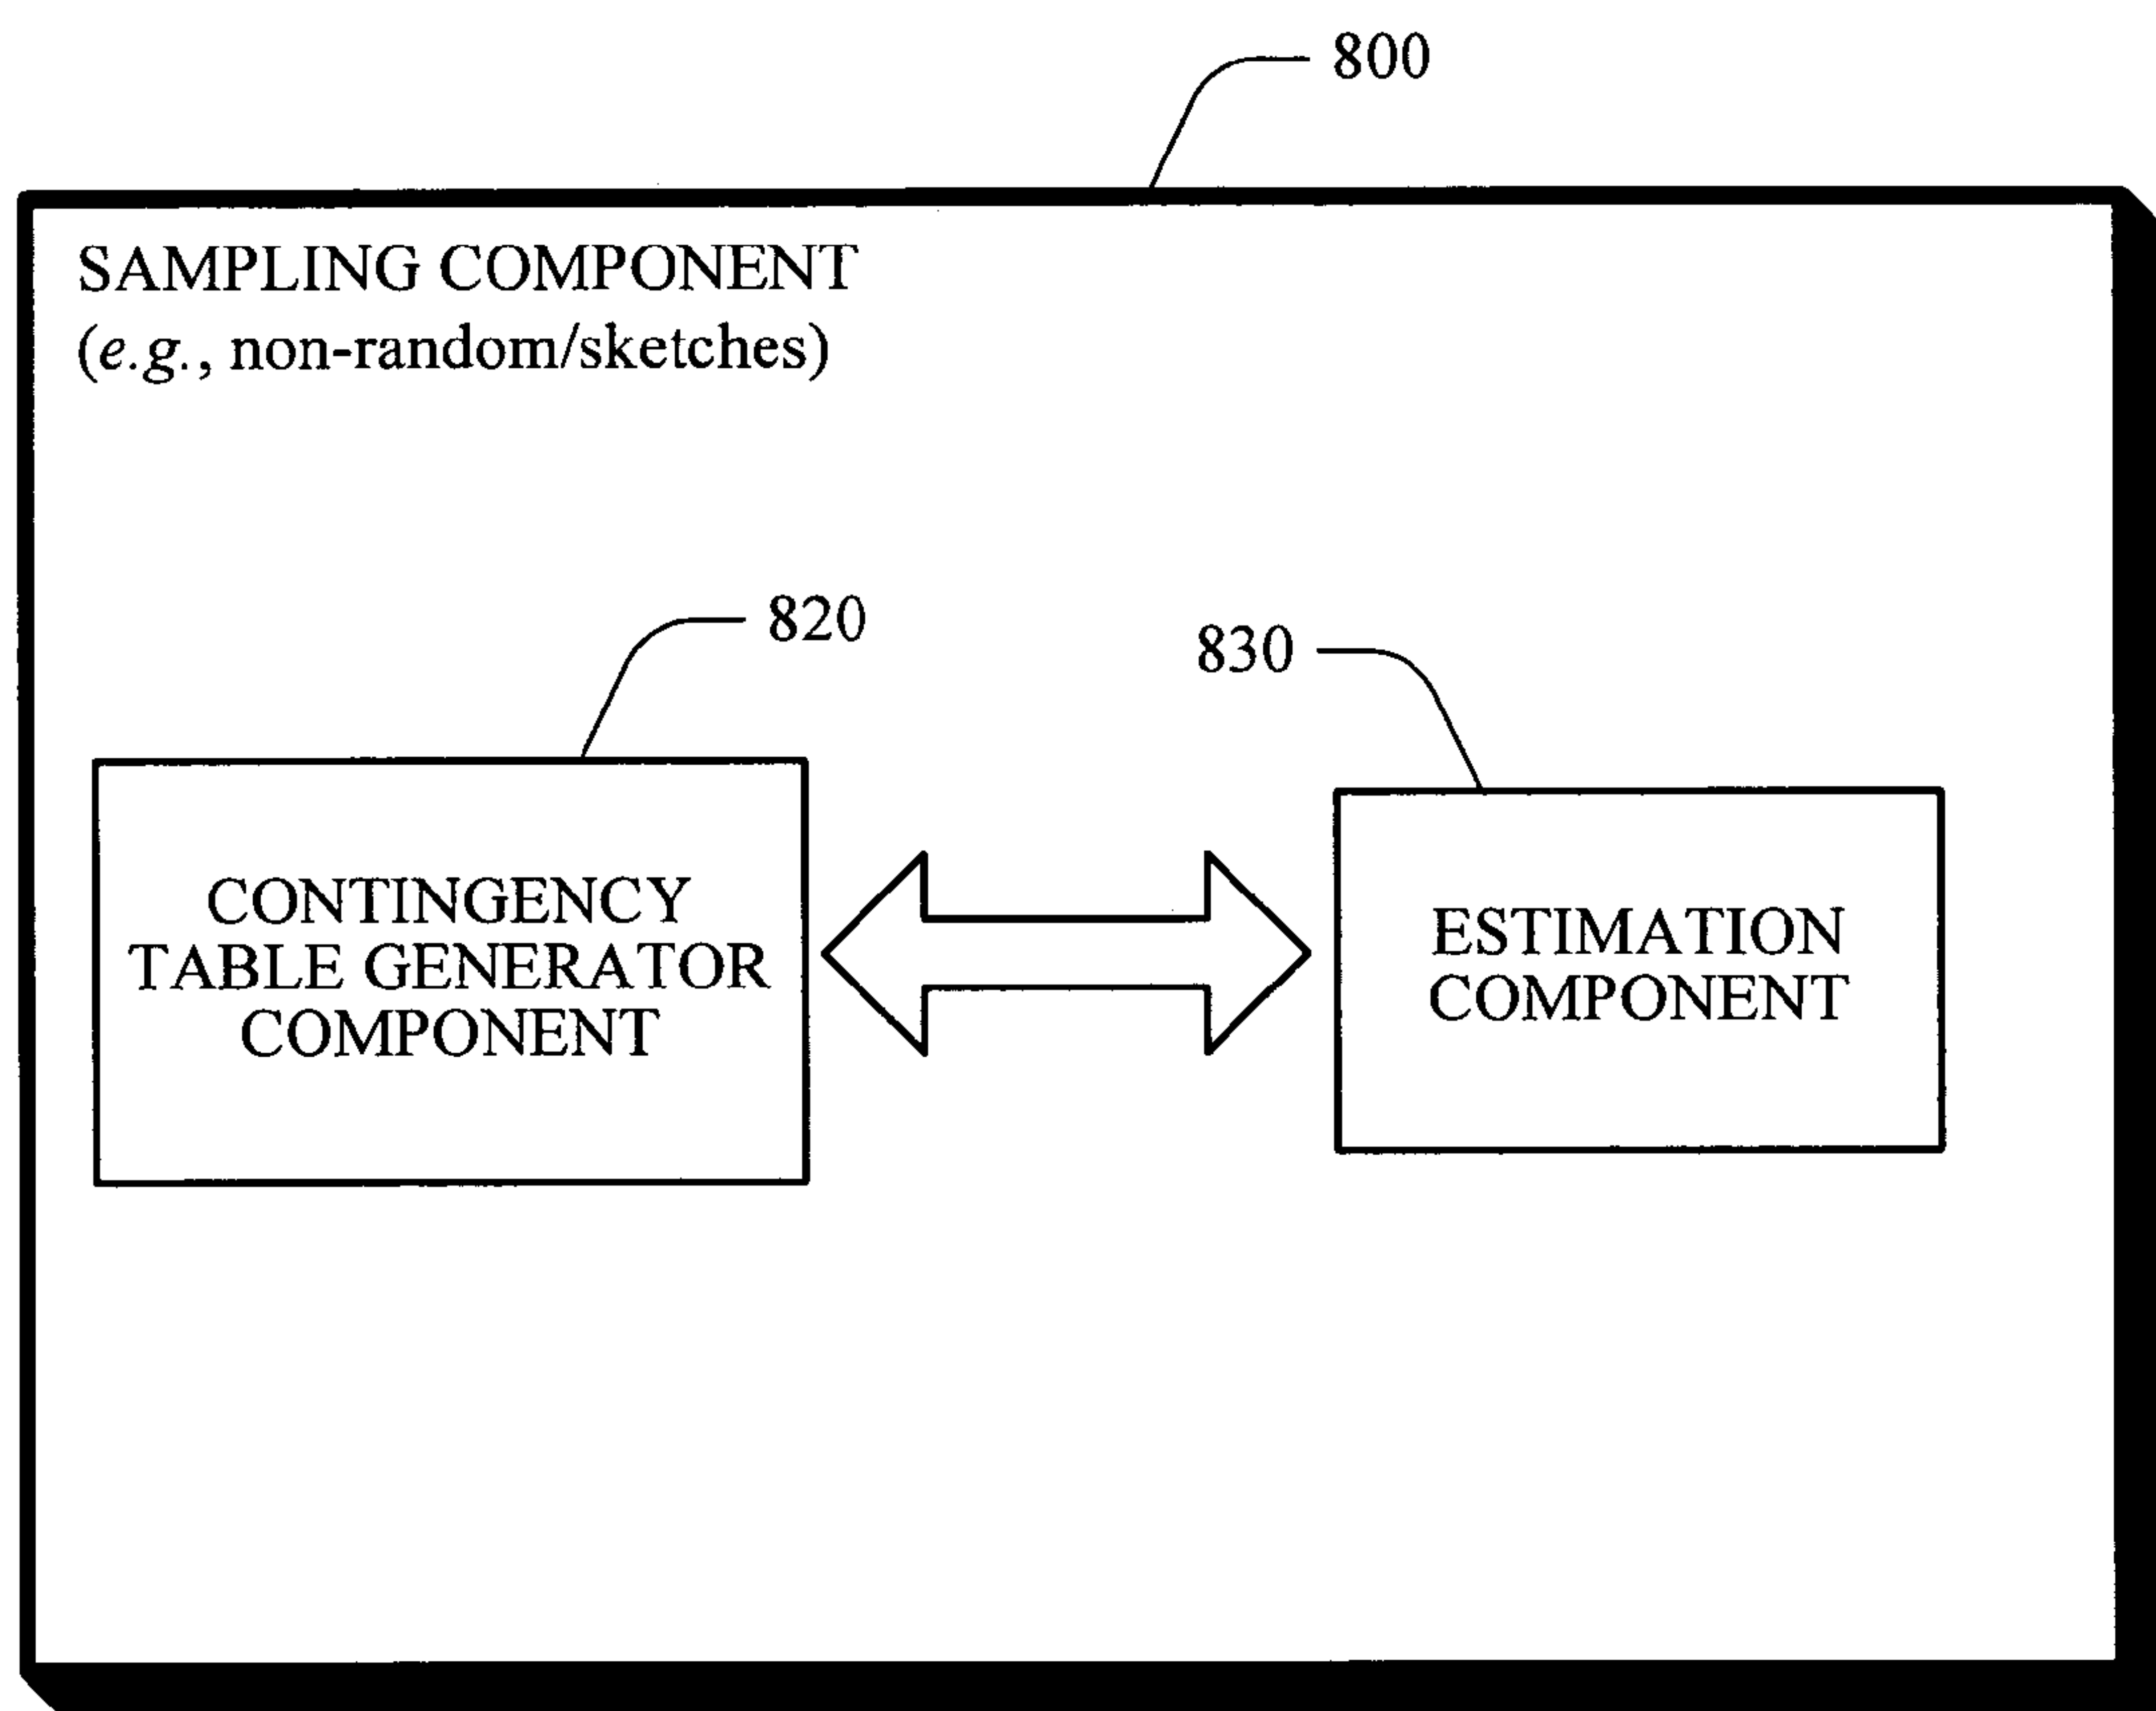 800
SAMPLING COMPONENT
(e.g., non-random/sketches)
820
830
CONTINGENCY
TABLE GENERATOR
COMPONENT
ESTIMATION
COMPONENT